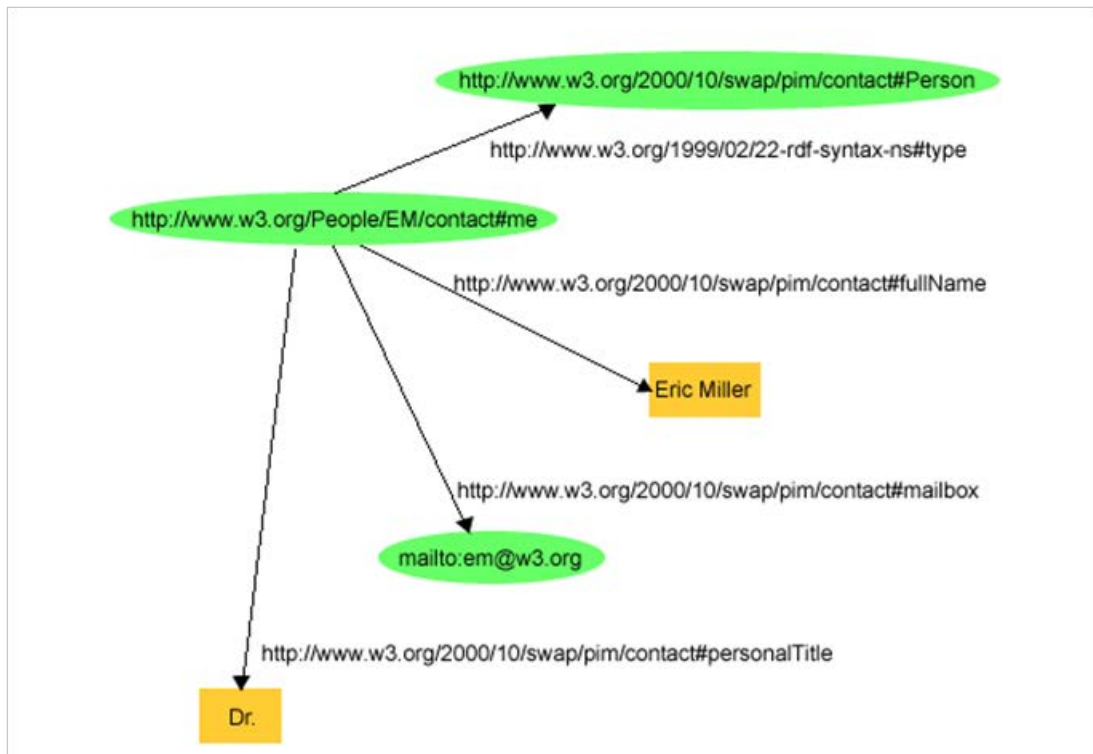 http://www.w3.org/2000/10/swap/pim/contact#Person
http://www.w3.org/1999/02/22-rdf-syntax-ns#type
http://www.w3.org/People/EM/contact#me
http://www.w3.org/2000/10/swap/pim/contact#fullName
Eric Miller
http://www.w3.org/2000/10/swap/pim/contact#mailbox
mailto:em@w3.org
http://www.w3.org/2000/10/swap/pim/contact#personalTitle
Dr.